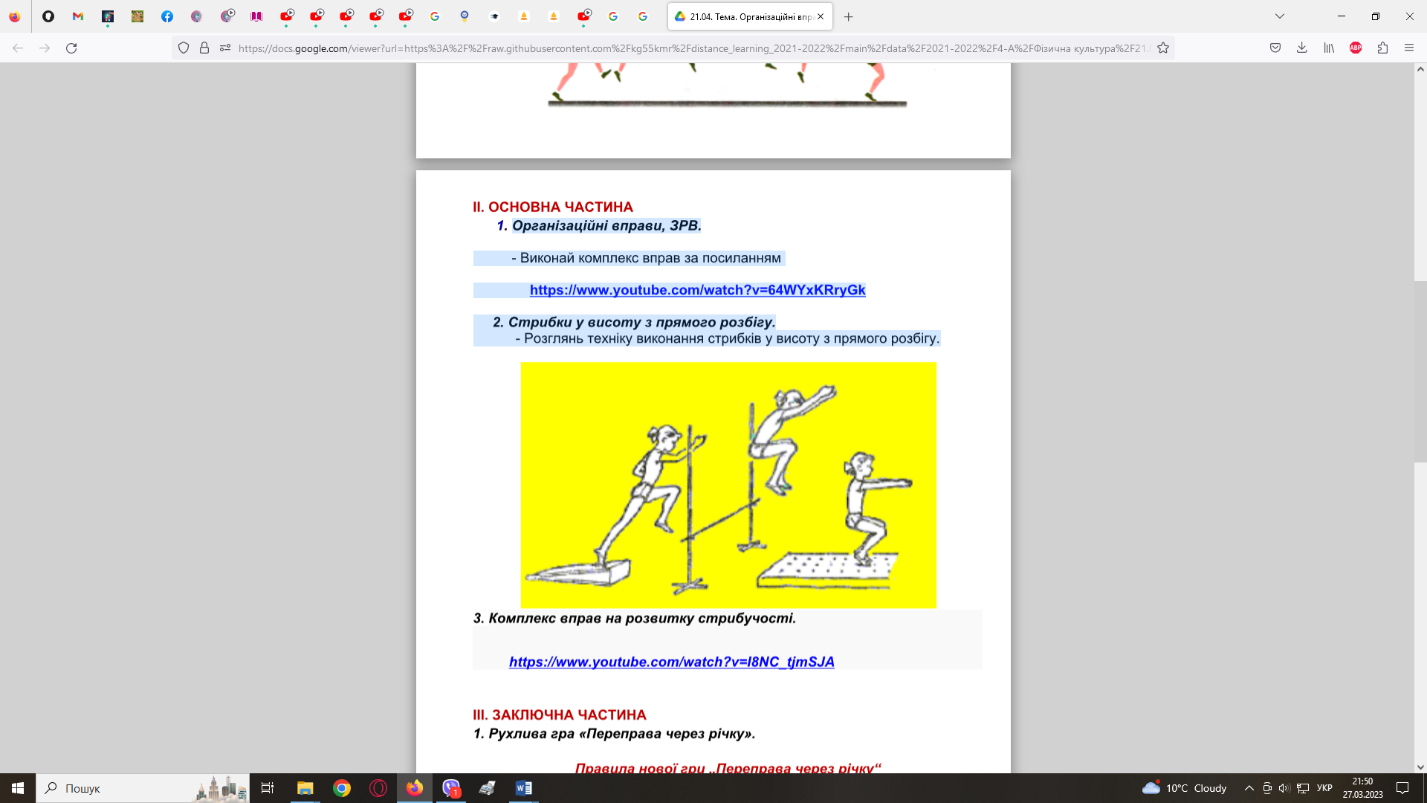 21.04. Тема. Організаційні впра
https://docs.google.com/viewer?url=https%3A%2F%2Fraw.githubusercontent.com%2Fkg55kmr%2Fdistance_learning_2021-2022%2Fmain%2Fdata%2F2021-2022%2F4-A%2FФізична культура%2F21.
II. ОСНОВНА ЧАСТИНА
1. Організаційні вправи, ЗРВ.
- Виконай комплекс вправ за посиланням
https://www.youtube.com/watch?v=64WYxKRryGk
2. Стрибки у висоту з прямого розбігу.
- Розглянь техніку виконання стрибків у висоту з прямого розбігу.
3. Комплекс вправ на розвитку стрибучості.
https://www.youtube.com/watch?v=I8NC_tjmSJA
III. ЗАКЛЮЧНА ЧАСТИНА
1. Рухлива гра «Переправа через річку».
Правила нової гри „Переправа через річку“
Пошук
10°C Cloudy
УКР
21:50
27.03.2023